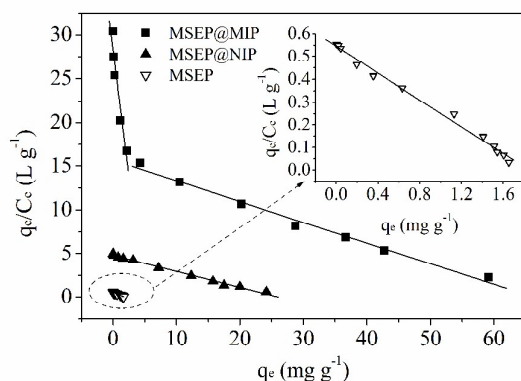 MSEP@MIP
MSEP@NIP
MSEP
qe/Ce (L g-1)
30
25
20
15
10
5
0
0 10 20 30 40 50 60
qe (mg g-1)
qe/Ce (L g-1)
0.6
0.5
0.4
0.3
0.2
0.1
0.0
0.0 0.4 0.8 1.2 1.6
qe (mg g-1)